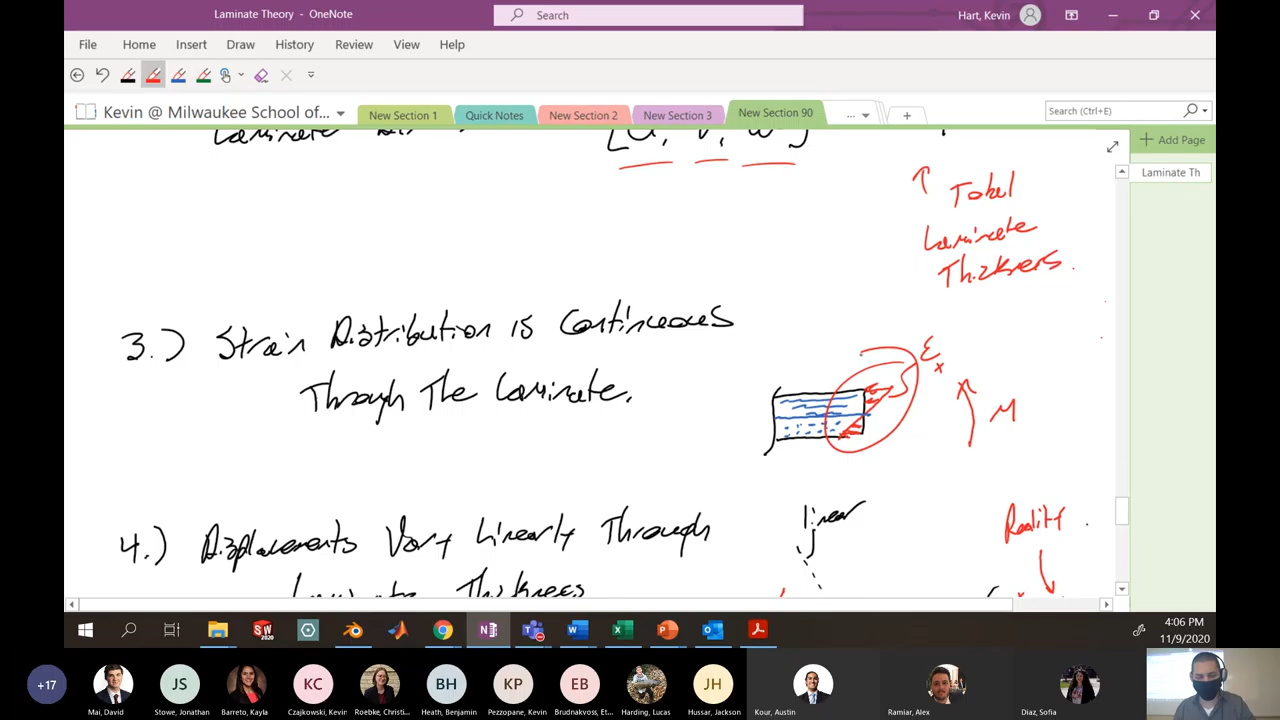 Laminate Theory - OneNote
Search
Hart, Kevin
File Home Insert Draw History Review View Help
Kevin @ Milwaukee School of...
New Section 1
Quick Notes
New Section 2
New Section 3
New Section 90
...
Search (Ctrl+E)
Add Page
Laminate Th
Laminate
[U, V, W]
↑ Total
Laminate
Thickness.
3.) Strain Distribution is Continuous
Through The Laminate.
εx
M
4.) Displacements Vary Linearly Through
Laminate Thickness
linear
Reality
4:06 PM
11/9/2020
+17
JS
KC
BH
KP
EB
JH
Mai, David
Stowe, Jonathan
Barreto, Kayla
Czajkowski, Kevin
Roebke, Christi...
Heath, Benjamin
Pezzopane, Kevin
Brudnakvoss, Et...
Harding, Lucas
Hussar, Jackson
Kour, Austin
Ramiar, Alex
Diaz, Sofia